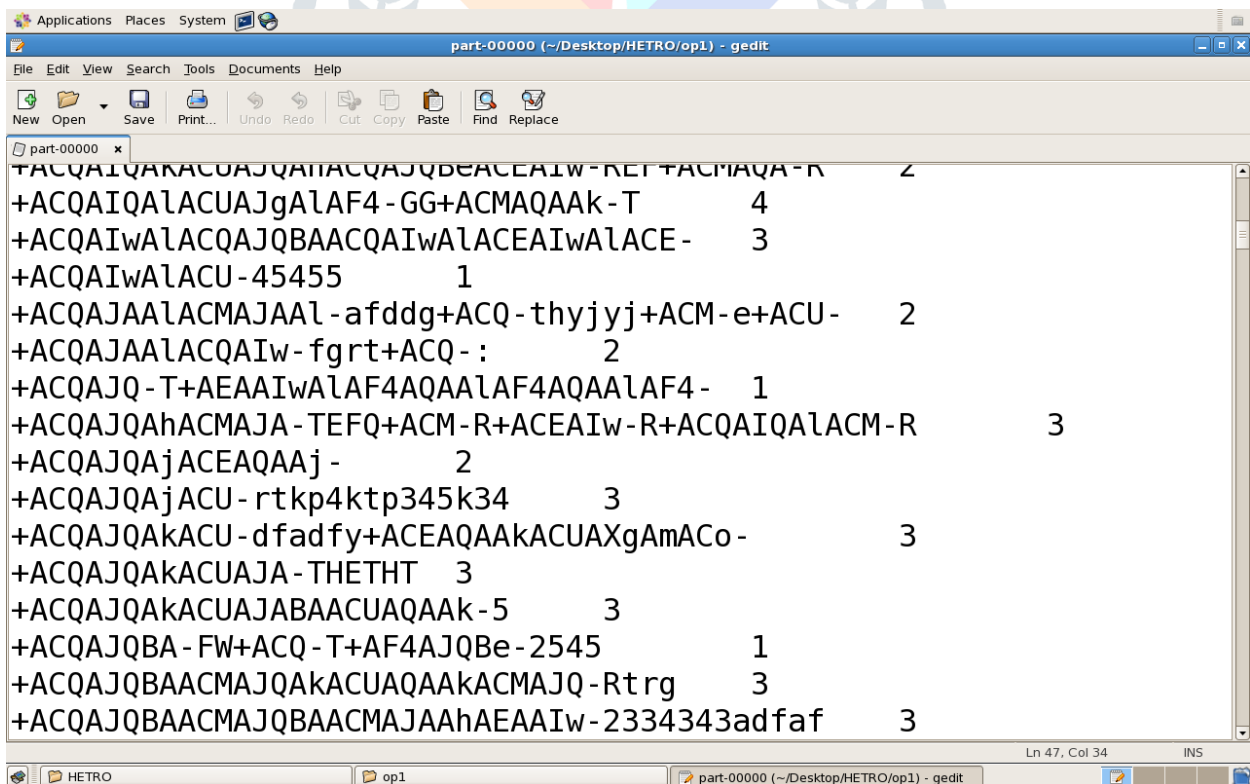 Applications Places System
part-00000 (~/Desktop/HETRO/op1) - gedit
File Edit View Search Tools Documents Help
New Open Save Print... Undo Redo Cut Copy Paste Find Replace
part-00000
+ACQAIQAkACUAJQAhACQAJQBeACEAIw-REF+ACMAQA-R 2
+ACQAIQAlACUAJgAlAF4-GG+ACMAQAAk-T 4
+ACQAIwAlACQAJQBAACQAIwAlACEAIwAlACE- 3
+ACQAIwAlACU-45455 1
+ACQAJAAlACMAJAAl-afddg+ACQ-thyjyj+ACM-e+ACU- 2
+ACQAJAAlACQAIw-fgrt+ACQ-: 2
+ACQAJQ-T+AEAAIwAlAF4AQAAlAF4AQAAlAF4- 1
+ACQAJQAhACMAJA-TEFQ+ACM-R+ACEAIw-R+ACQAIQAlACM-R 3
+ACQAJQAjACEAQAAj- 2
+ACQAJQAjACU-rtkp4ktp345k34 3
+ACQAJQAkACU-dfadfy+ACEAQAAkACUAXgAmACo- 3
+ACQAJQAkACUAJA-THETHT 3
+ACQAJQAkACUAJABAACUAQAAk-5 3
+ACQAJQBA-FW+ACQ-T+AF4AJQBe-2545 1
+ACQAJQBAACMAJQAkACUAQAAkACMAJQ-Rtrg 3
+ACQAJQBAACMAJQBAACMAJAAhAEAAIw-2334343adfaf 3
Ln 47, Col 34 INS
HETRO op1 part-00000 (~/Desktop/HETRO/op1) - gedit